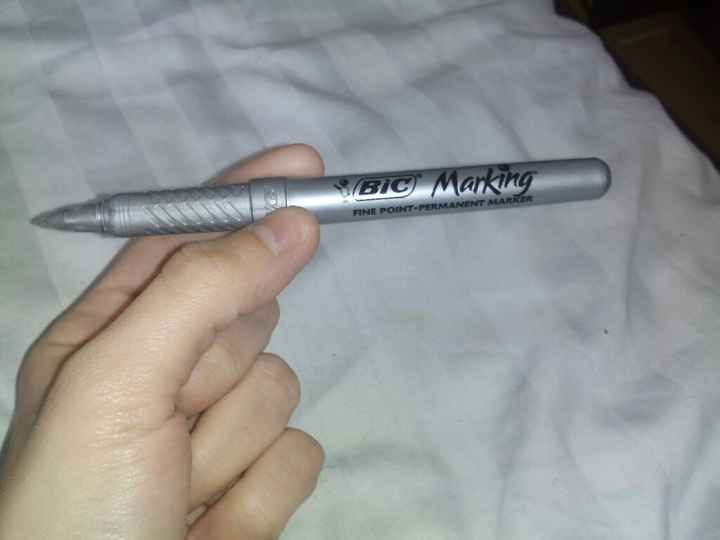 BiC Marking
FINE POINT-PERMANENT MARKER